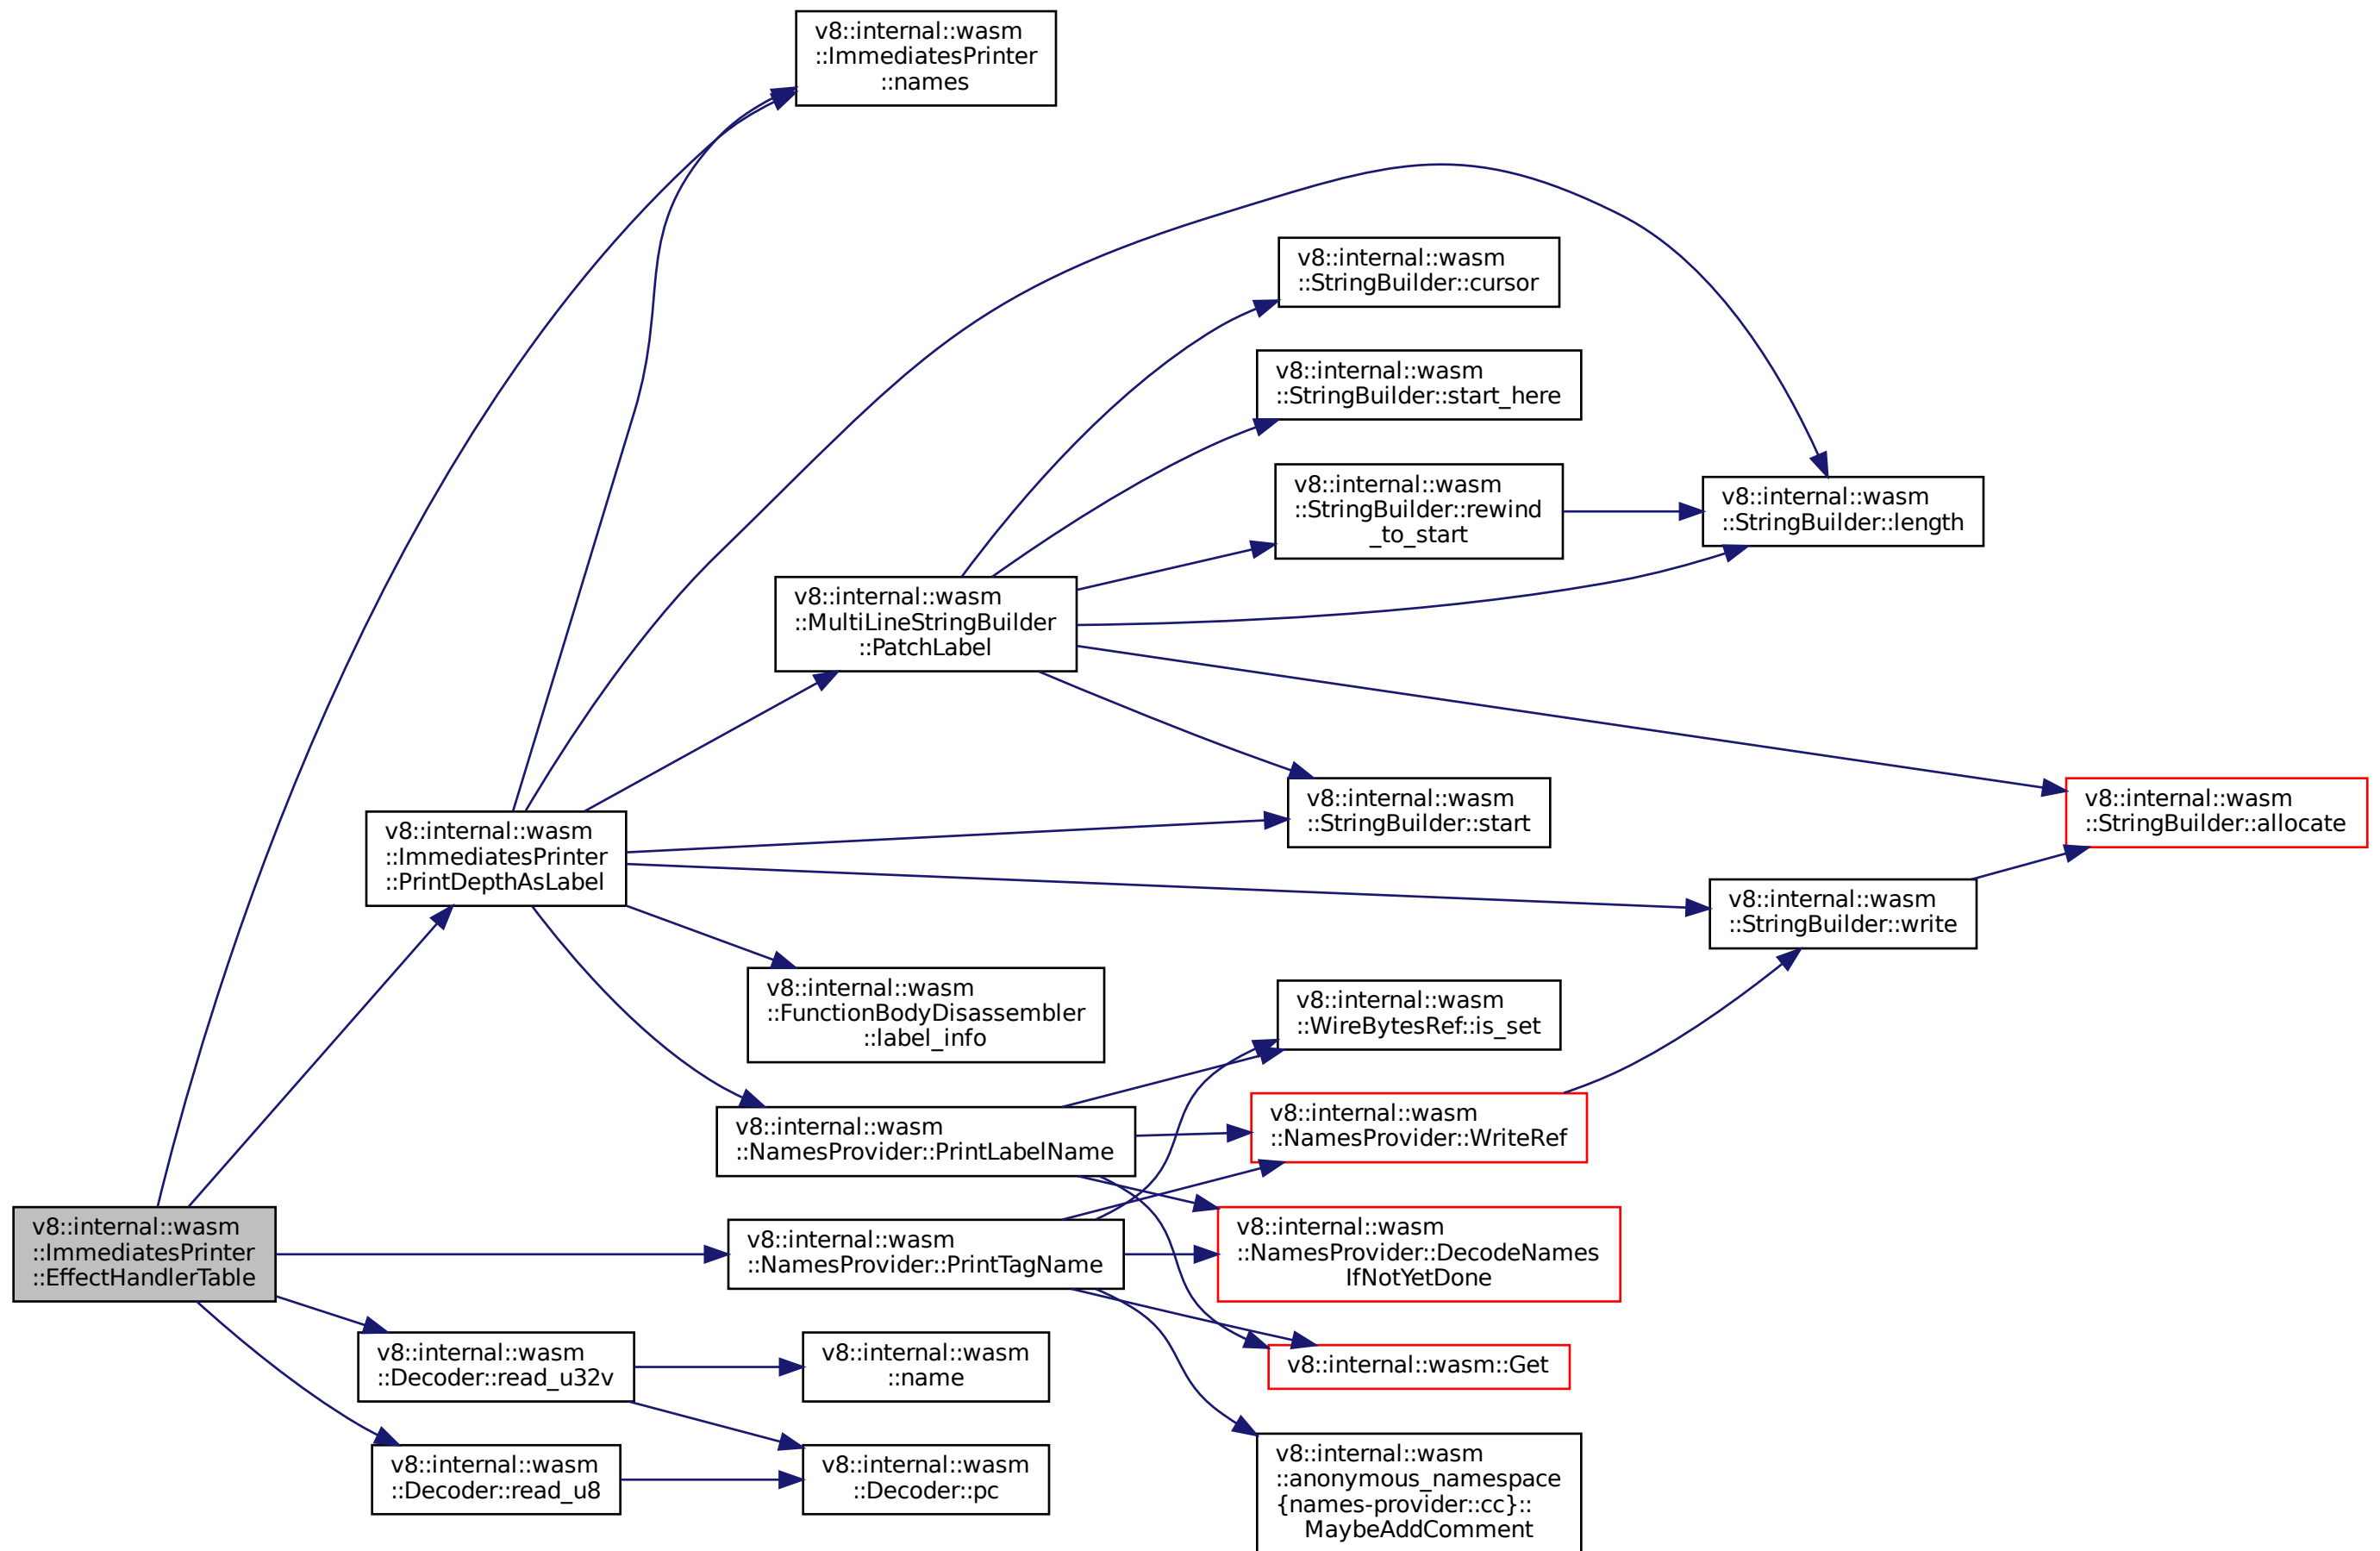 v8::internal::wasm
::ImmediatesPrinter
::names
v8::internal::wasm
::StringBuilder::cursor
v8::internal::wasm
::StringBuilder::start_here
v8::internal::wasm
::StringBuilder::rewind
_to_start
v8::internal::wasm
::StringBuilder::length
v8::internal::wasm
::MultiLineStringBuilder
::PatchLabel
v8::internal::wasm
::StringBuilder::start
v8::internal::wasm
::StringBuilder::allocate
v8::internal::wasm
::ImmediatesPrinter
::PrintDepthAsLabel
v8::internal::wasm
::StringBuilder::write
v8::internal::wasm
::FunctionBodyDisassembler
::label_info
v8::internal::wasm
::WireBytesRef::is_set
v8::internal::wasm
::NamesProvider::PrintLabelName
v8::internal::wasm
::NamesProvider::WriteRef
v8::internal::wasm
::ImmediatesPrinter
::EffectHandlerTable
v8::internal::wasm
::NamesProvider::PrintTagName
v8::internal::wasm
::NamesProvider::DecodeNames
IfNotYetDone
v8::internal::wasm
::Decoder::read_u32v
v8::internal::wasm
::name
v8::internal::wasm::Get
v8::internal::wasm
::Decoder::read_u8
v8::internal::wasm
::Decoder::pc
v8::internal::wasm
::anonymous_namespace
{names-provider::cc}::
MaybeAddComment